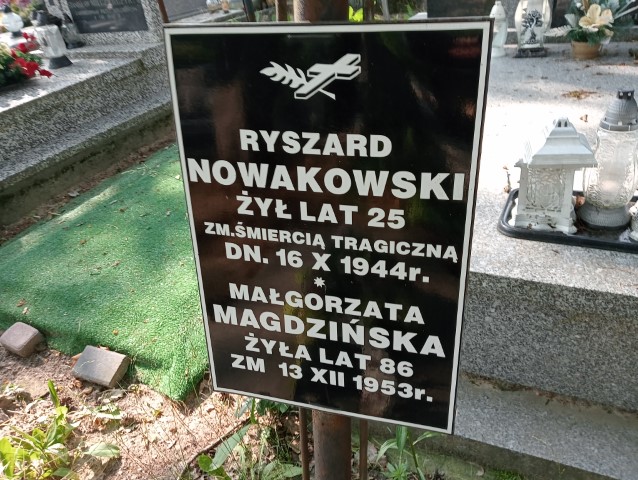 RYSZARD
NOWAKOWSKI
ŻYŁ LAT 25
ZM.ŚMIERCIĄ TRAGICZNĄ
DN. 16 X 1944r.
*
MAŁGORZATA
MAGDZIŃSKA
ŻYŁA LAT 86
ZM 13 XII 1953r.